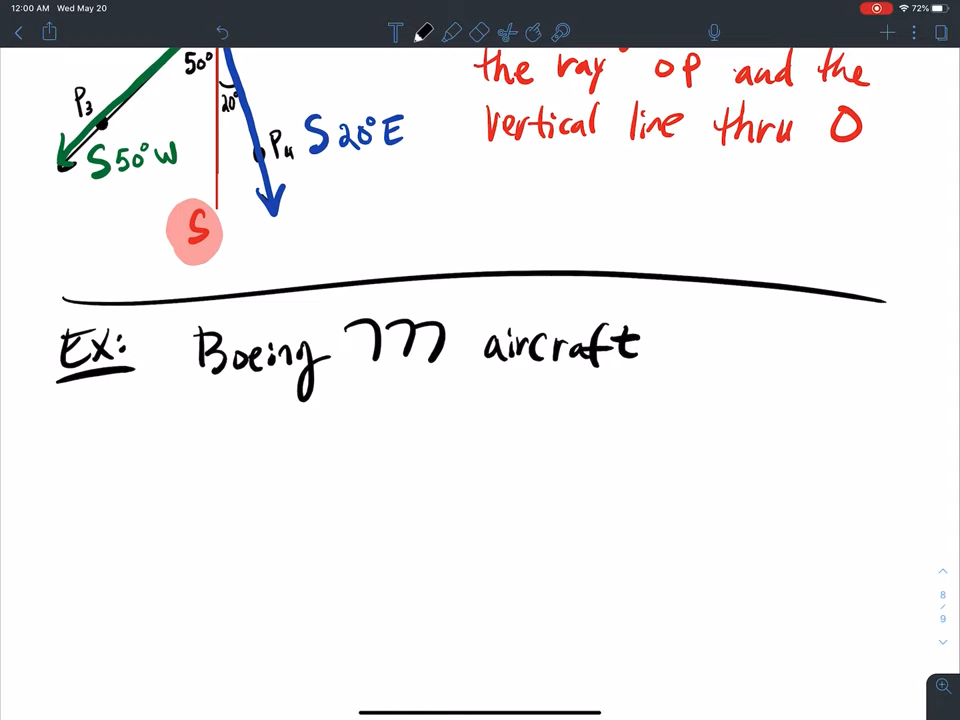 12:00 AM Wed May 20
72%
T
50°
20°
P3
S50°W
P4
S20°E
S
the ray OP and the
vertical line thru O
Ex: Boeing 777 aircraft
8
/
9